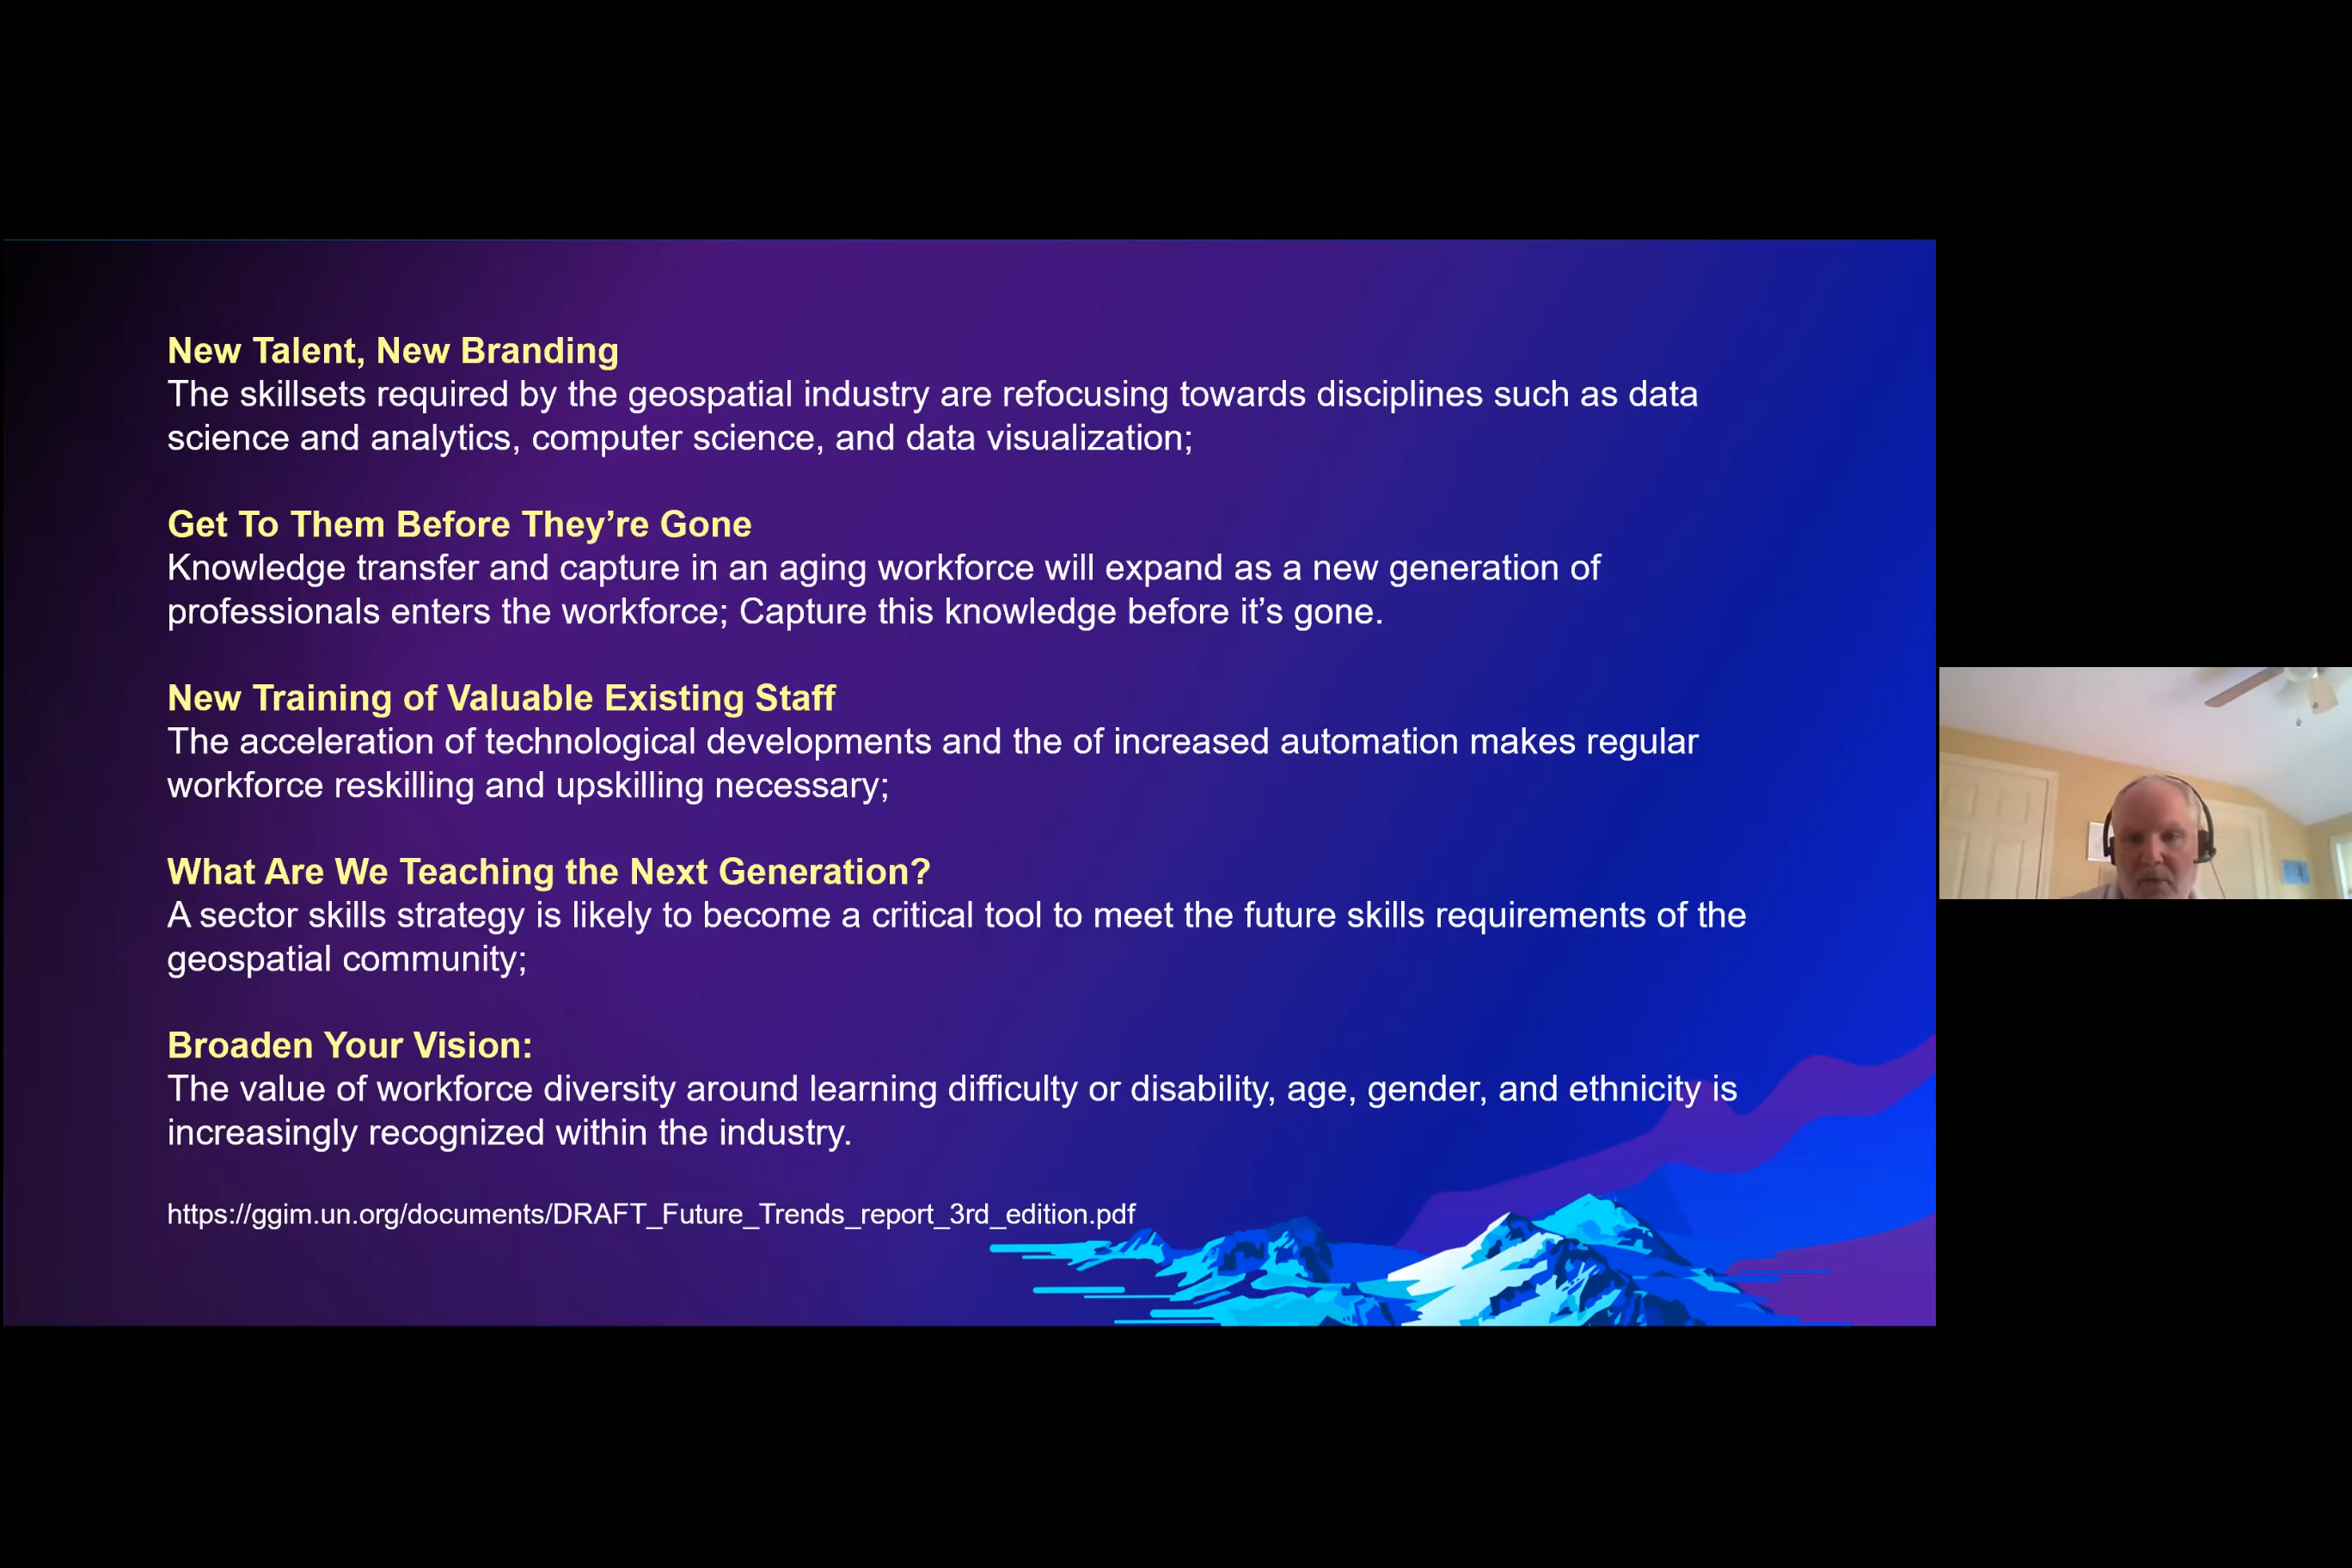 New Talent, New Branding
The skillsets required by the geospatial industry are refocusing towards disciplines such as data
science and analytics, computer science, and data visualization;
Get To Them Before They’re Gone
Knowledge transfer and capture in an aging workforce will expand as a new generation of
professionals enters the workforce; Capture this knowledge before it’s gone.
New Training of Valuable Existing Staff
The acceleration of technological developments and the of increased automation makes regular
workforce reskilling and upskilling necessary;
What Are We Teaching the Next Generation?
A sector skills strategy is likely to become a critical tool to meet the future skills requirements of the
geospatial community;
Broaden Your Vision:
The value of workforce diversity around learning difficulty or disability, age, gender, and ethnicity is
increasingly recognized within the industry.
https://ggim.un.org/documents/DRAFT_Future_Trends_report_3rd_edition.pdf